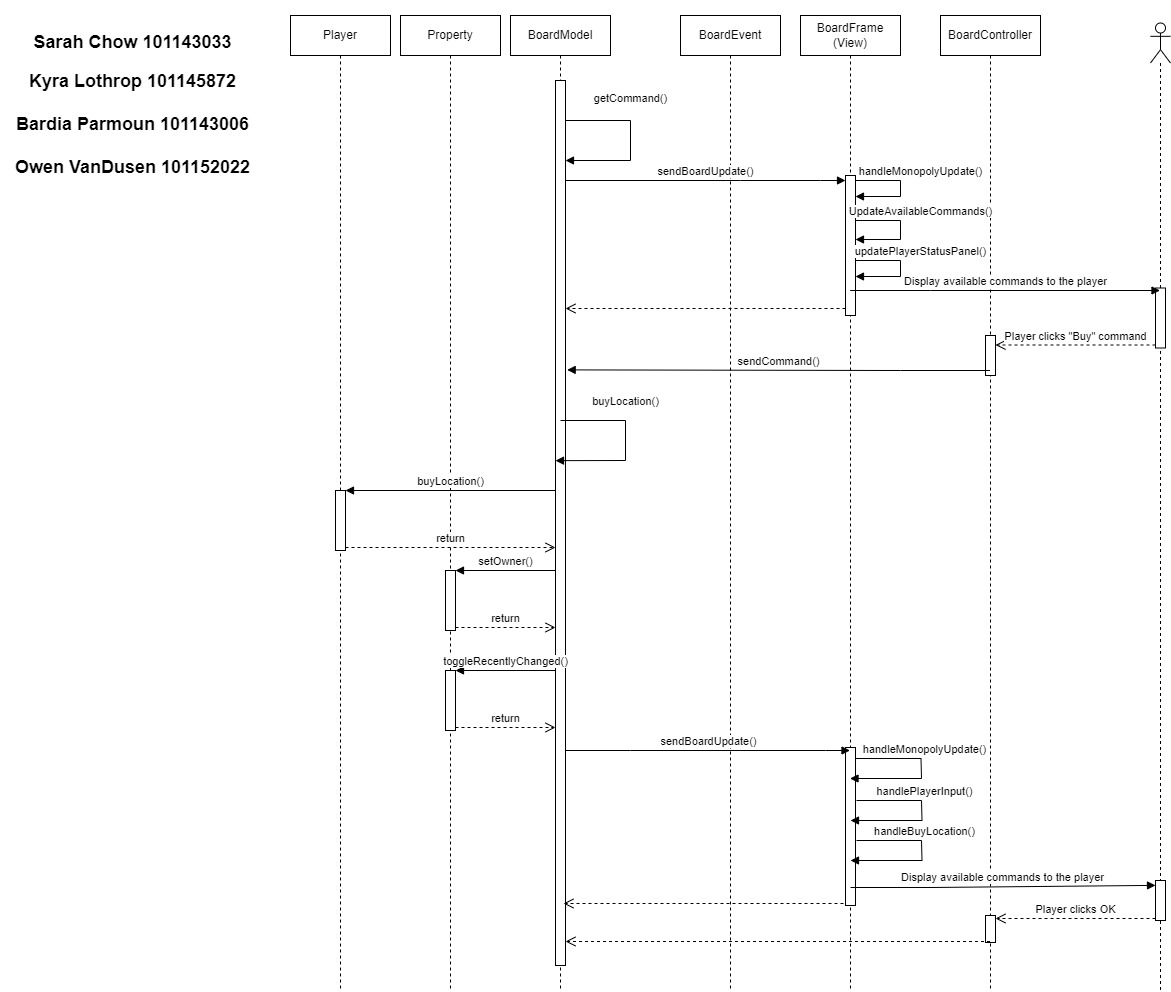 Sarah Chow 101143033
Kyra Lothrop 101145872
Bardia Parmoun 101143006
Owen VanDusen 101152022
Player
Property
BoardModel
BoardEvent
BoardFrame
(View)
BoardController
getCommand()
sendBoardUpdate()
handleMonopolyUpdate()
UpdateAvailableCommands()
updatePlayerStatusPanel()
Display available commands to the player
Player clicks "Buy" command
sendCommand()
buyLocation()
buyLocation()
return
setOwner()
return
toggleRecentlyChanged()
return
sendBoardUpdate()
handleMonopolyUpdate()
handlePlayerInput()
handleBuyLocation()
Display available commands to the player
Player clicks OK